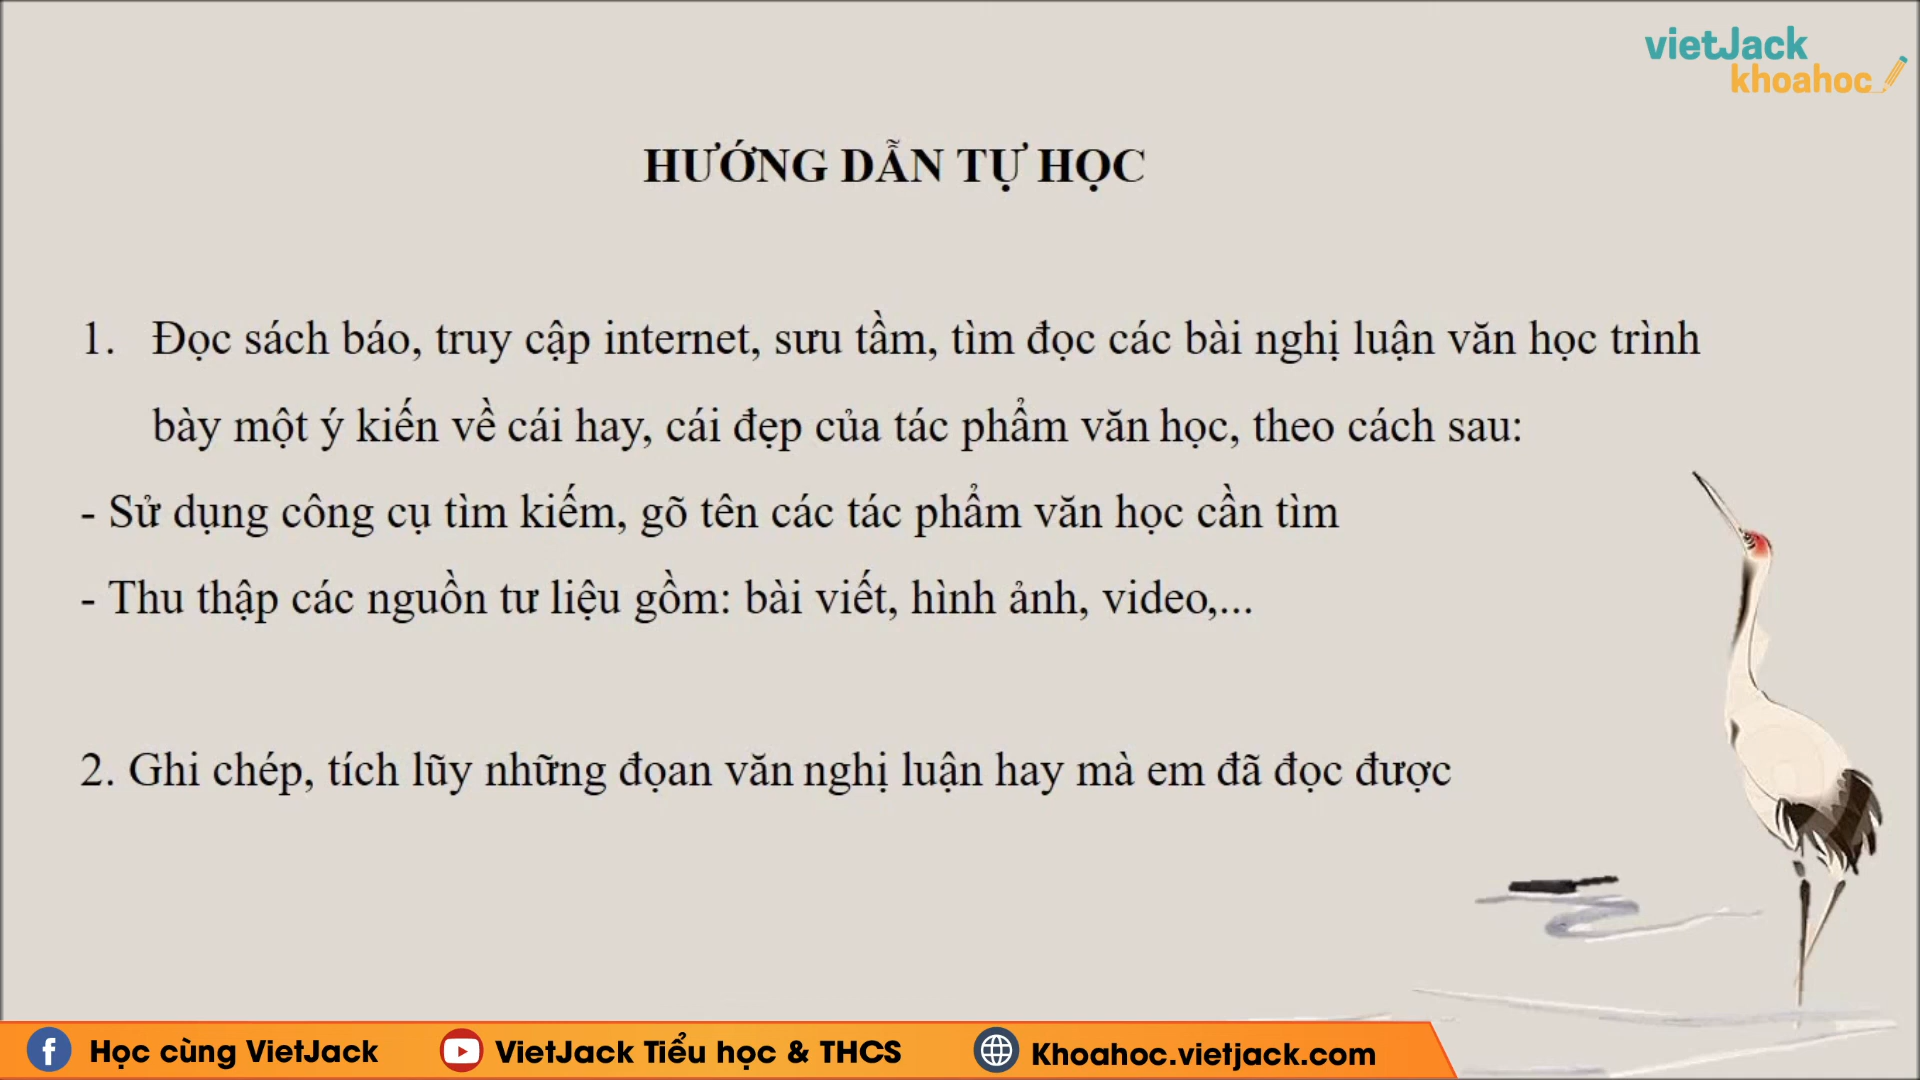 vietJack
khoahoc
HƯỚNG DẪN TỰ HỌC
1. Đọc sách báo, truy cập internet, sưu tầm, tìm đọc các bài nghị luận văn học trình
bày một ý kiến về cái hay, cái đẹp của tác phẩm văn học, theo cách sau:
- Sử dụng công cụ tìm kiếm, gõ tên các tác phẩm văn học cần tìm
- Thu thập các nguồn tư liệu gồm: bài viết, hình ảnh, video,...
2. Ghi chép, tích lũy những đọan văn nghị luận hay mà em đã đọc được
Học cùng VietJack
VietJack Tiểu học & THCS
Khoahoc.vietjack.com